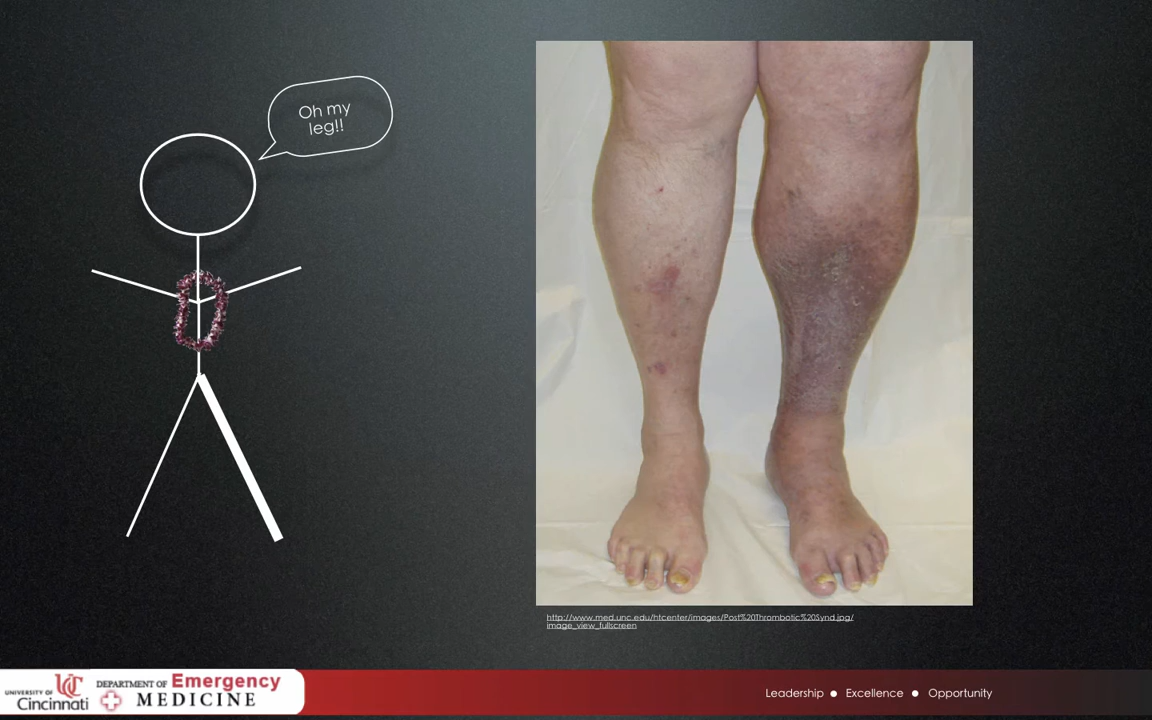 Oh my
leg!!
http://www.med.unc.edu/htcenter/images/Post%20Thrombotic%20Synd.jpg/
image_view_fullscreen
UNIVERSITY OF
Cincinnati
DEPARTMENT OF Emergency
MEDICINE
Leadership ● Excellence ● Opportunity